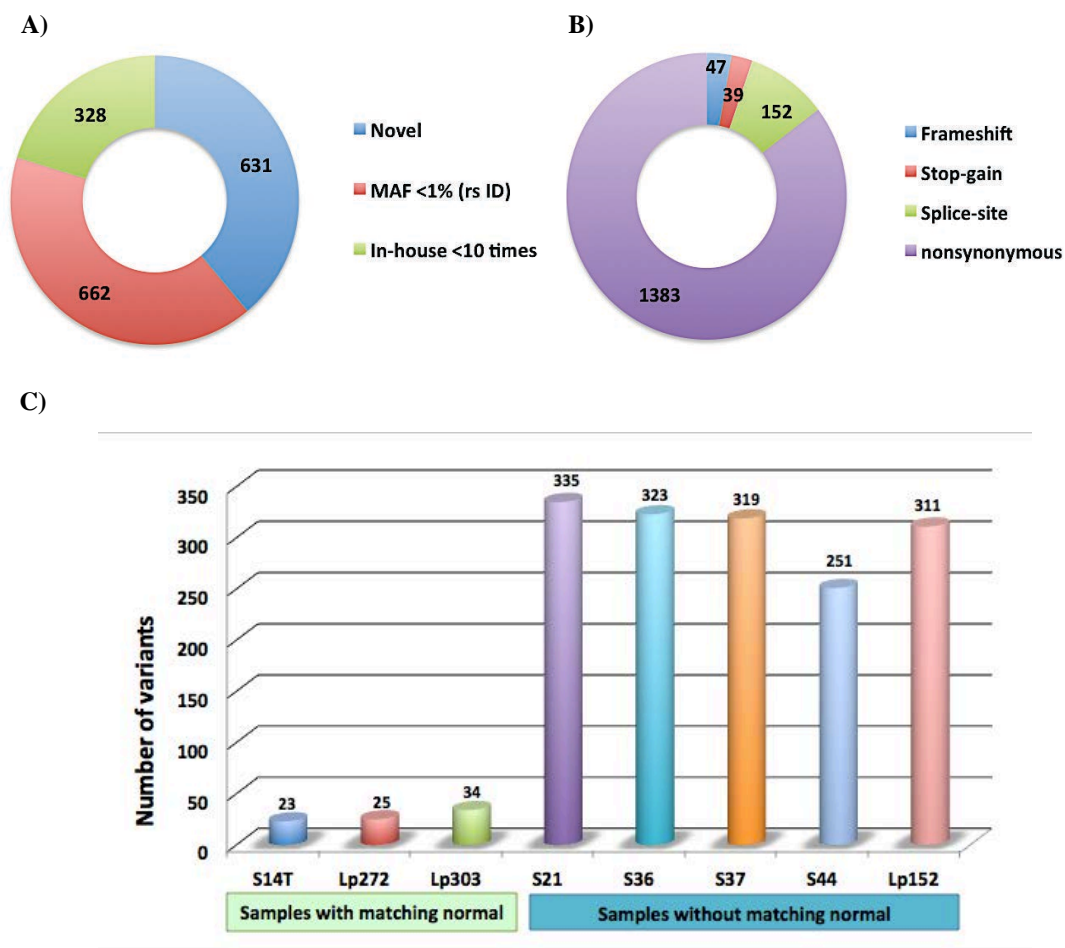 A)
B)
328
631
662
Novel
MAF <1% (rs ID)
In-house <10 times
47
39
152
1383
Frameshift
Stop-gain
Splice-site
nonsynonymous
C)
Number of variants
350
300
250
200
150
100
50
0
23
25
34
335
323
319
251
311
S14T
Lp272
Lp303
S21
S36
S37
S44
Lp152
Samples with matching normal
Samples without matching normal